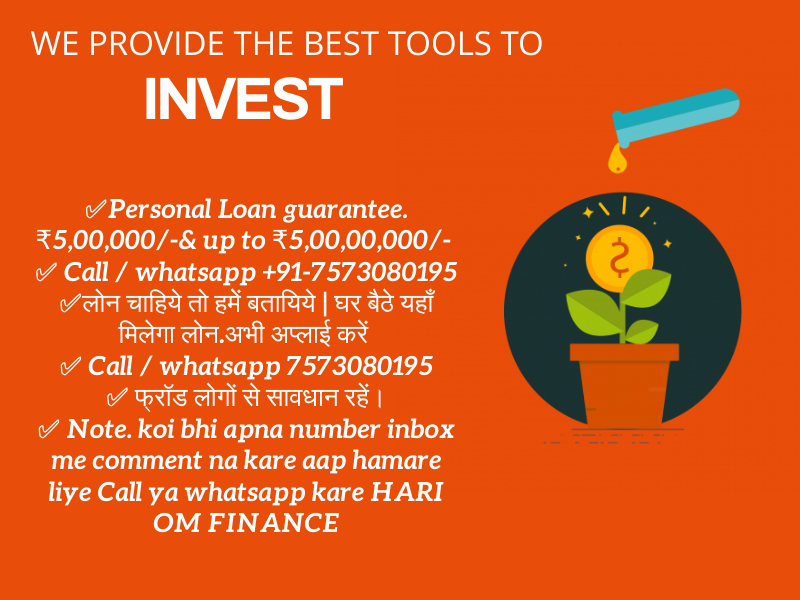 WE PROVIDE THE BEST TOOLS TO
INVEST
✅Personal Loan guarantee.
₹5,00,000/-& up to ₹5,00,00,000/-
✅ Call / whatsapp +91-7573080195
✅लोन चाहिये तो हमें बतायिये | घर बैठे यहाँ
मिलेगा लोन.अभी अप्लाई करें
✅ Call / whatsapp 7573080195
✅ फ्रॉड लोगों से सावधान रहें।
✅ Note. koi bhi apna number inbox
me comment na kare aap hamare
liye Call ya whatsapp kare HARI
OM FINANCE